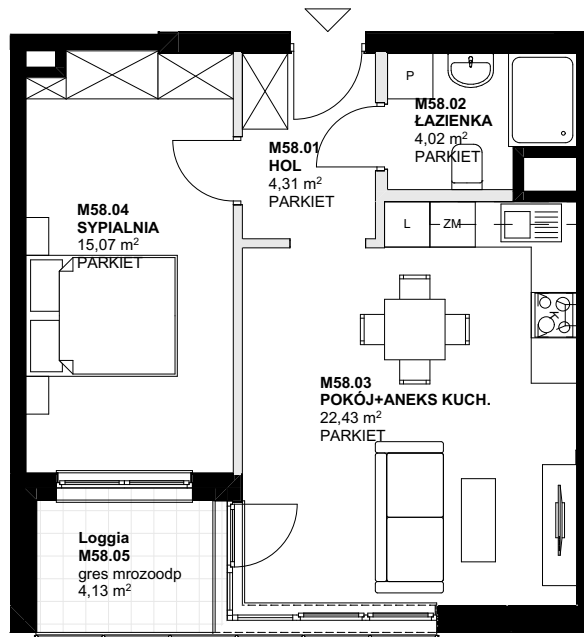 P
M58.02
ŁAZIENKA
4,02 m²
PARKIET
M58.01
HOL
4,31 m²
PARKIET
M58.04
SYPIALNIA
15,07 m²
PARKIET
L
ZM
K
M58.03
POKÓJ+ANEKS KUCH.
22,43 m²
PARKIET
Loggia
M58.05
gres mrozoodp
4,13 m²